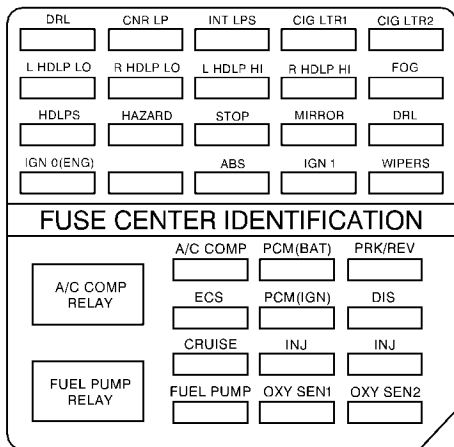 DRL CNR LP INT LPS CIG LTR1 CIG LTR2
L HDLP LO R HDLP LO L HDLP HI R HDLP HI FOG
HDLPS HAZARD STOP MIRROR DRL
IGN 0(ENG) ABS IGN 1 WIPERS
FUSE CENTER IDENTIFICATION
A/C COMP RELAY
FUEL PUMP RELAY
A/C COMP PCM(BAT) PRK/REV
ECS PCM(IGN) DIS
CRUISE INJ INJ
FUEL PUMP OXY SEN1 OXY SEN2